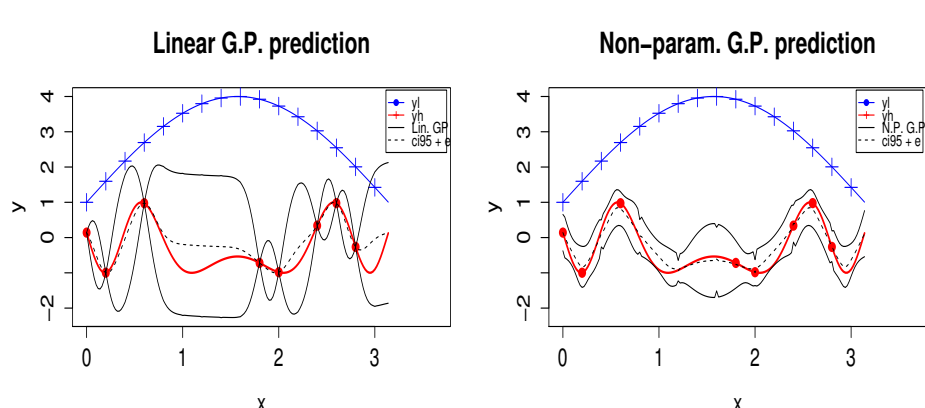 Linear G.P. prediction
y
4
3
2
1
0
−2
yl
yh
Lin. GP
ci95 + e
0 1 2 3
x
Non−param. G.P. prediction
y
4
3
2
1
0
−2
yl
yh
N.P. G.P
ci95 + e
0 1 2 3
x